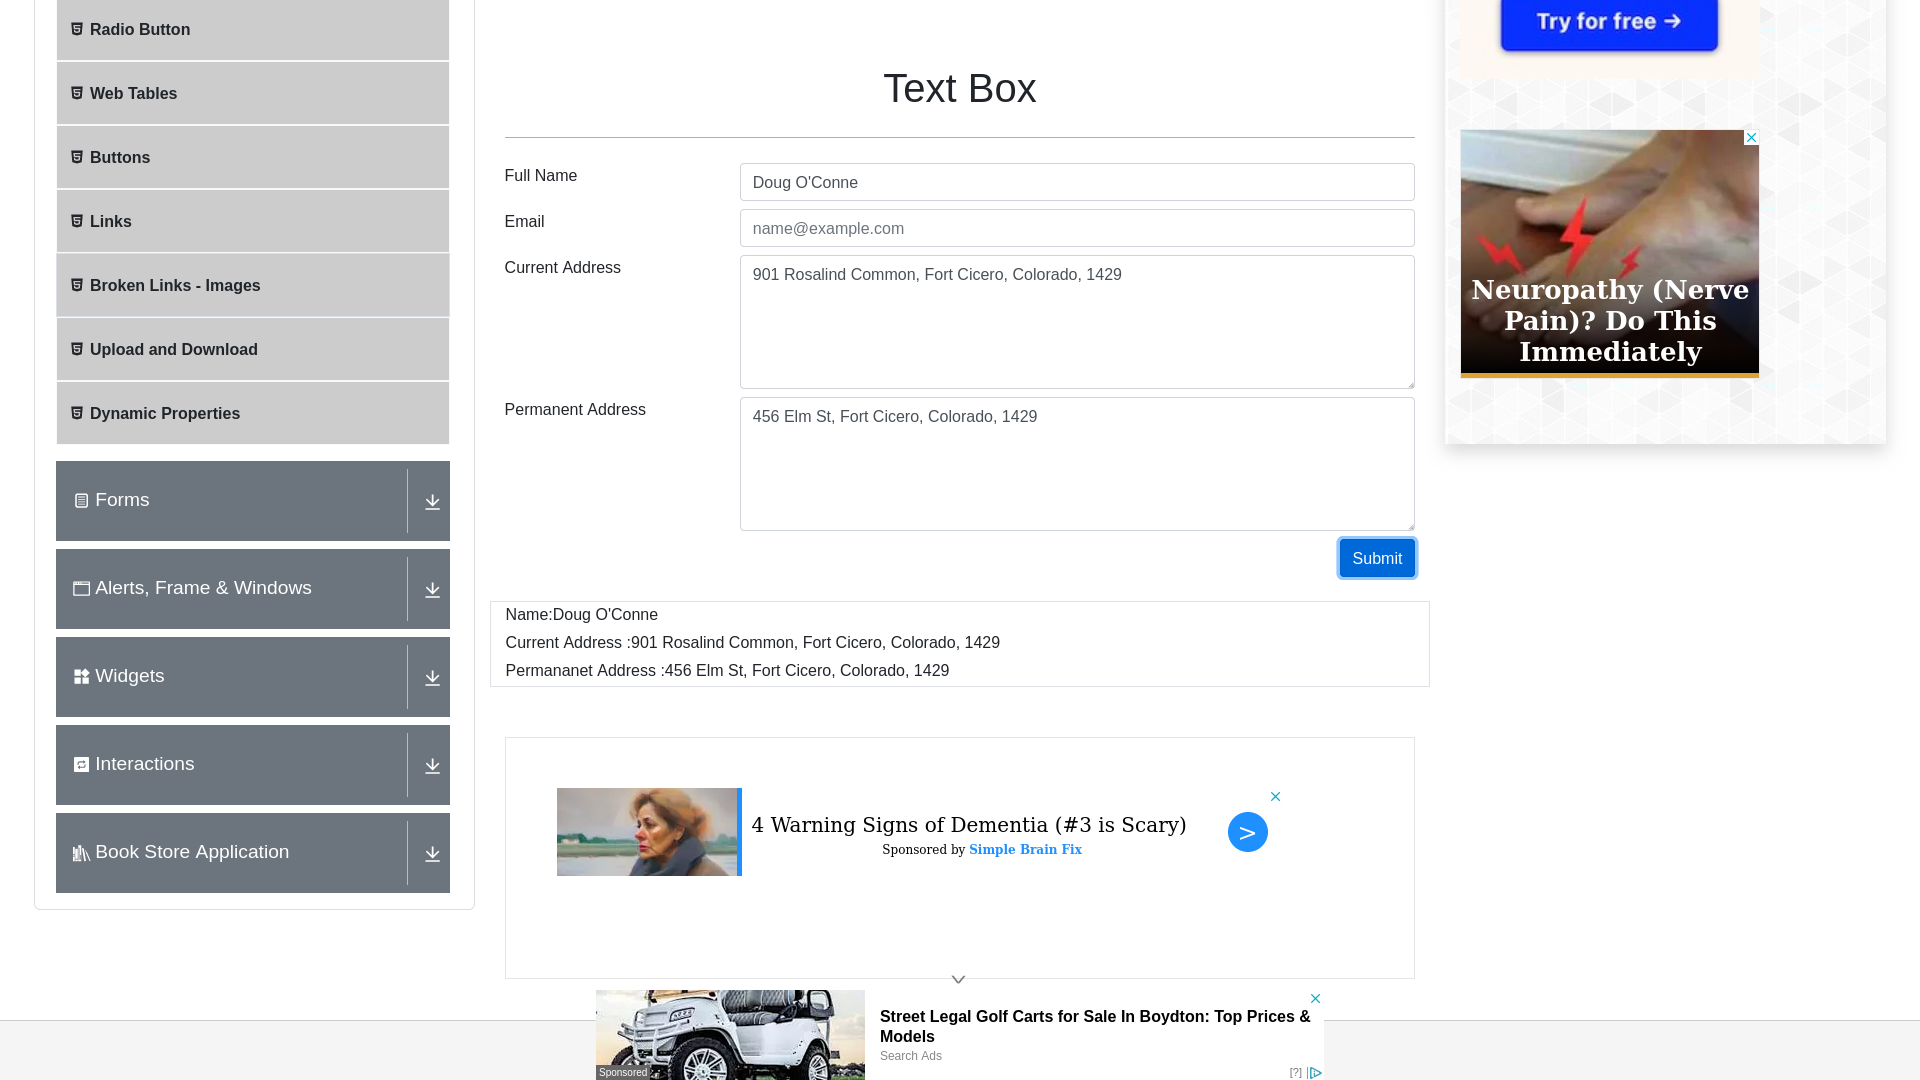 Radio Button
Web Tables
Buttons
Links
Broken Links - Images
Upload and Download
Dynamic Properties
Forms
Alerts, Frame & Windows
Widgets
Interactions
Book Store Application
Text Box
Full Name
Doug O'Conne
Email
name@example.com
Current Address
901 Rosalind Common, Fort Cicero, Colorado, 1429
Permanent Address
456 Elm St, Fort Cicero, Colorado, 1429
Submit
Name:Doug O'Conne
Current Address :901 Rosalind Common, Fort Cicero, Colorado, 1429
Permananet Address :456 Elm St, Fort Cicero, Colorado, 1429
4 Warning Signs of Dementia (#3 is Scary)
Sponsored by Simple Brain Fix
>
Street Legal Golf Carts for Sale In Boydton: Top Prices &
Models
Search Ads
Sponsored
[?]
Try for free →
Neuropathy (Nerve
Pain)? Do This
Immediately